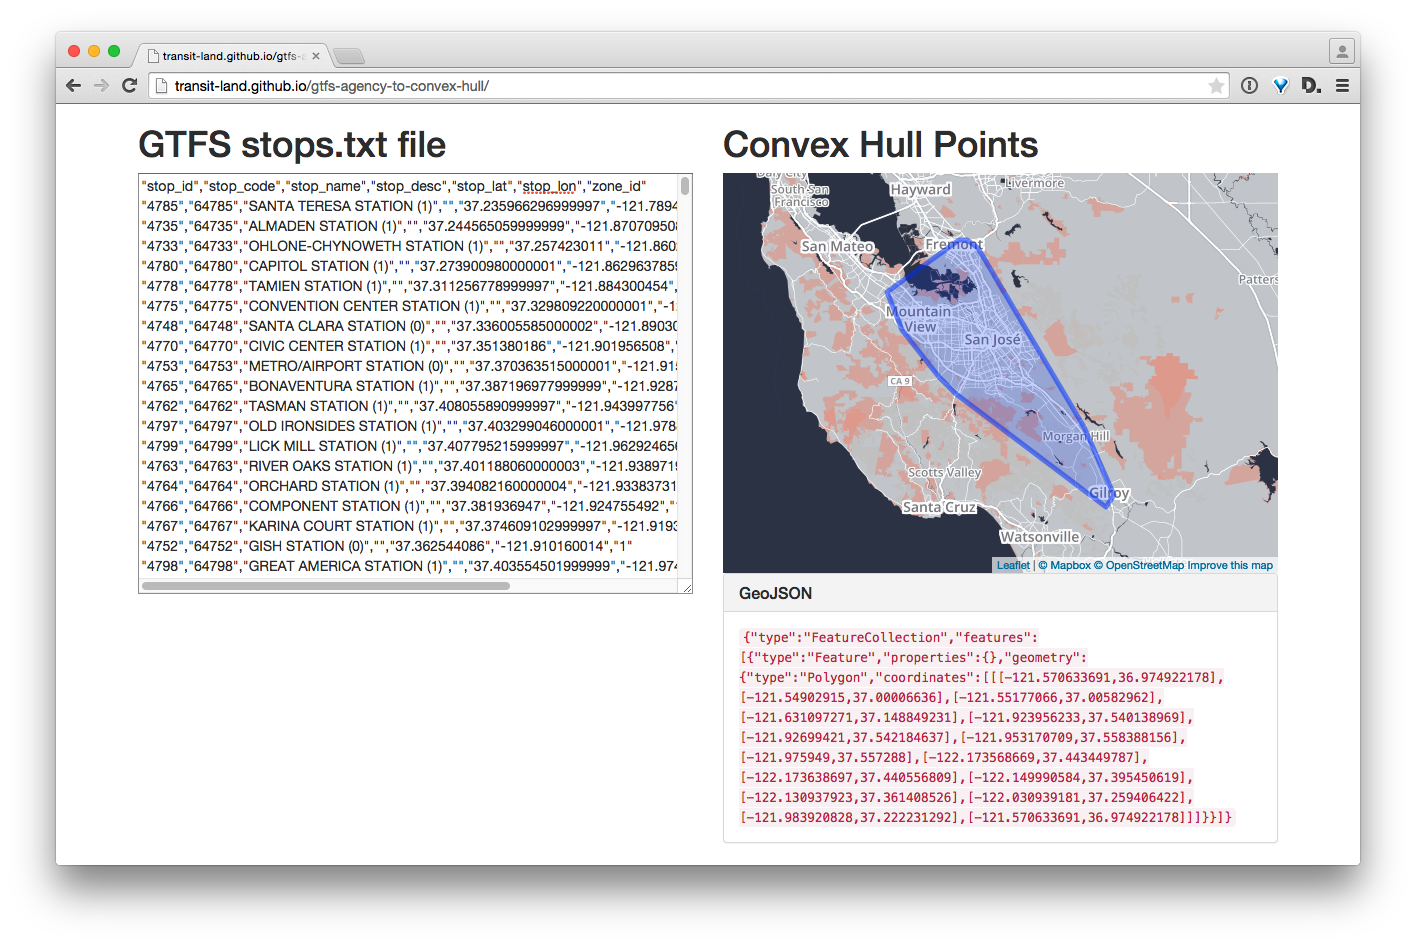 transit-land.github.io/gtfs-a
transit-land.github.io/gtfs-agency-to-convex-hull/
D.
GTFS stops.txt file
"stop_id","stop_code","stop_name","stop_desc","stop_lat","stop_lon","zone_id"
"4785","64785","SANTA TERESA STATION (1)","","37.235966296999997","-121.7894
"4735","64735","ALMADEN STATION (1)","","37.244565059999999","-121.870709508
"4733","64733","OHLONE-CHYNOWETH STATION (1)","","37.257423011","-121.860
"4780","64780","CAPITOL STATION (1)","","37.273900980000001","-121.8629637859
"4778","64778","TAMIEN STATION (1)","","37.311256778999997","-121.884300454",
"4775","64775","CONVENTION CENTER STATION (1)","","37.329809220000001","-12
"4748","64748","SANTA CLARA STATION (0)","","37.336005585000002","-121.89030
"4770","64770","CIVIC CENTER STATION (1)","","37.351380186","-121.901956508","
"4753","64753","METRO/AIRPORT STATION (0)","","37.370363515000001","-121.915
"4765","64765","BONAVENTURA STATION (1)","","37.387196977999999","-121.9287
"4762","64762","TASMAN STATION (1)","","37.408055890999997","-121.943997756"
"4797","64797","OLD IRONSIDES STATION (1)","","37.403299046000001","-121.978
"4799","64799","LICK MILL STATION (1)","","37.407795215999997","-121.96292465
"4763","64763","RIVER OAKS STATION (1)","","37.401188060000003","-121.9389719
"4764","64764","ORCHARD STATION (1)","","37.394082160000004","-121.93383731
"4766","64766","COMPONENT STATION (1)","","37.381936947","-121.924755492","
"4767","64767","KARINA COURT STATION (1)","","37.374609102999997","-121.9193
"4752","64752","GISH STATION (0)","","37.362544086","-121.910160014","1"
"4798","64798","GREAT AMERICA STATION (1)","","37.403554501999999","-121.974
Convex Hull Points
Daly City
South San
Francisco
Hayward
Livermore
San Mateo
Fremont
Patters
Mountain
View
San José
CA 9
Morgan Hill
Scotts Valley
Gilroy
Santa Cruz
Watsonville
Leaflet | © Mapbox © OpenStreetMap Improve this map
GeoJSON
{"type":"FeatureCollection","features":
[{"type":"Feature","properties":{},"geometry":
{"type":"Polygon","coordinates":[[[-121.570633691,36.974922178],
[-121.54902915,37.00006636],[-121.55177066,37.00582962],
[-121.631097271,37.148849231],[-121.923956233,37.540138969],
[-121.92699421,37.542184637],[-121.953170709,37.558388156],
[-121.975949,37.557288],[-122.173568669,37.443449787],
[-122.173638697,37.440556809],[-122.149990584,37.395450619],
[-122.130937923,37.361408526],[-122.030939181,37.259406422],
[-121.983920828,37.222231292],[-121.570633691,36.974922178]]]}}]}